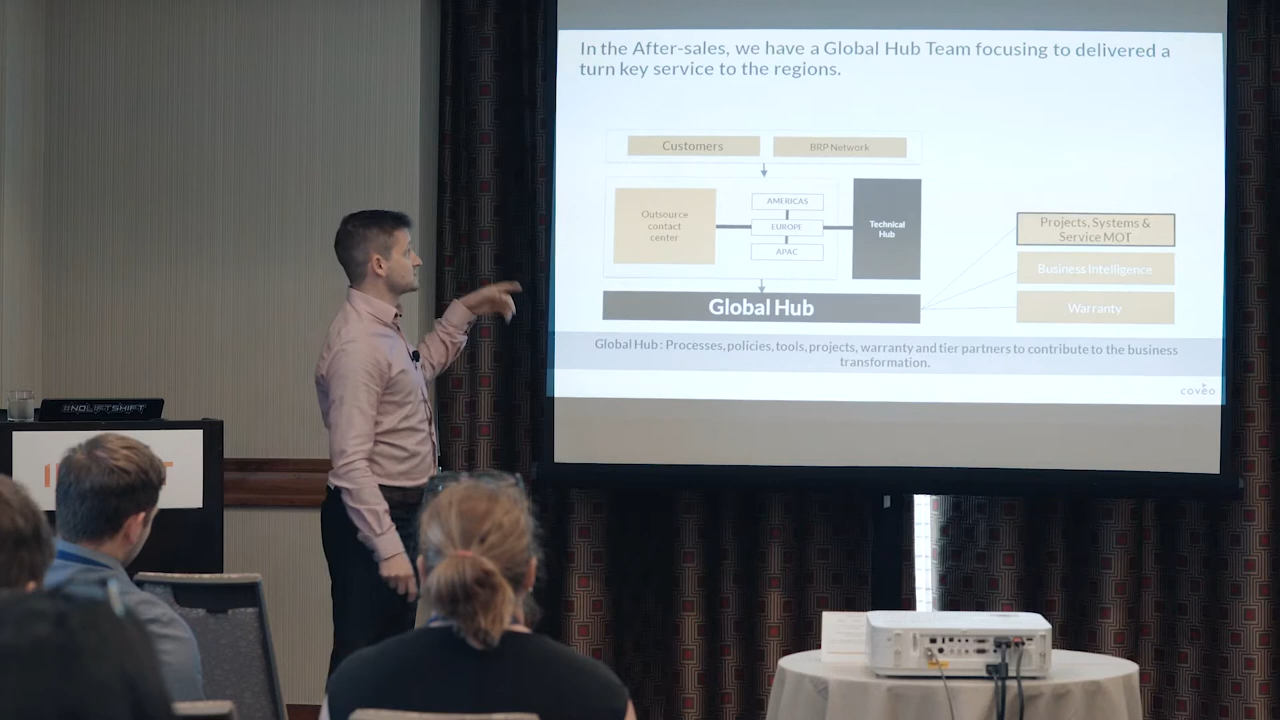 In the After-sales, we have a Global Hub Team focusing to delivered a
turn key service to the regions.
Customers
BRP Network
Outsource
contact
center
AMERICAS
EUROPE
APAC
Technical
Hub
Projects, Systems &
Service MOT
Business Intelligence
Warranty
Global Hub
Global Hub : Processes, policies, tools, projects, warranty and tier partners to contribute to the business
transformation.
coveo
#NOLIFTSHIFT